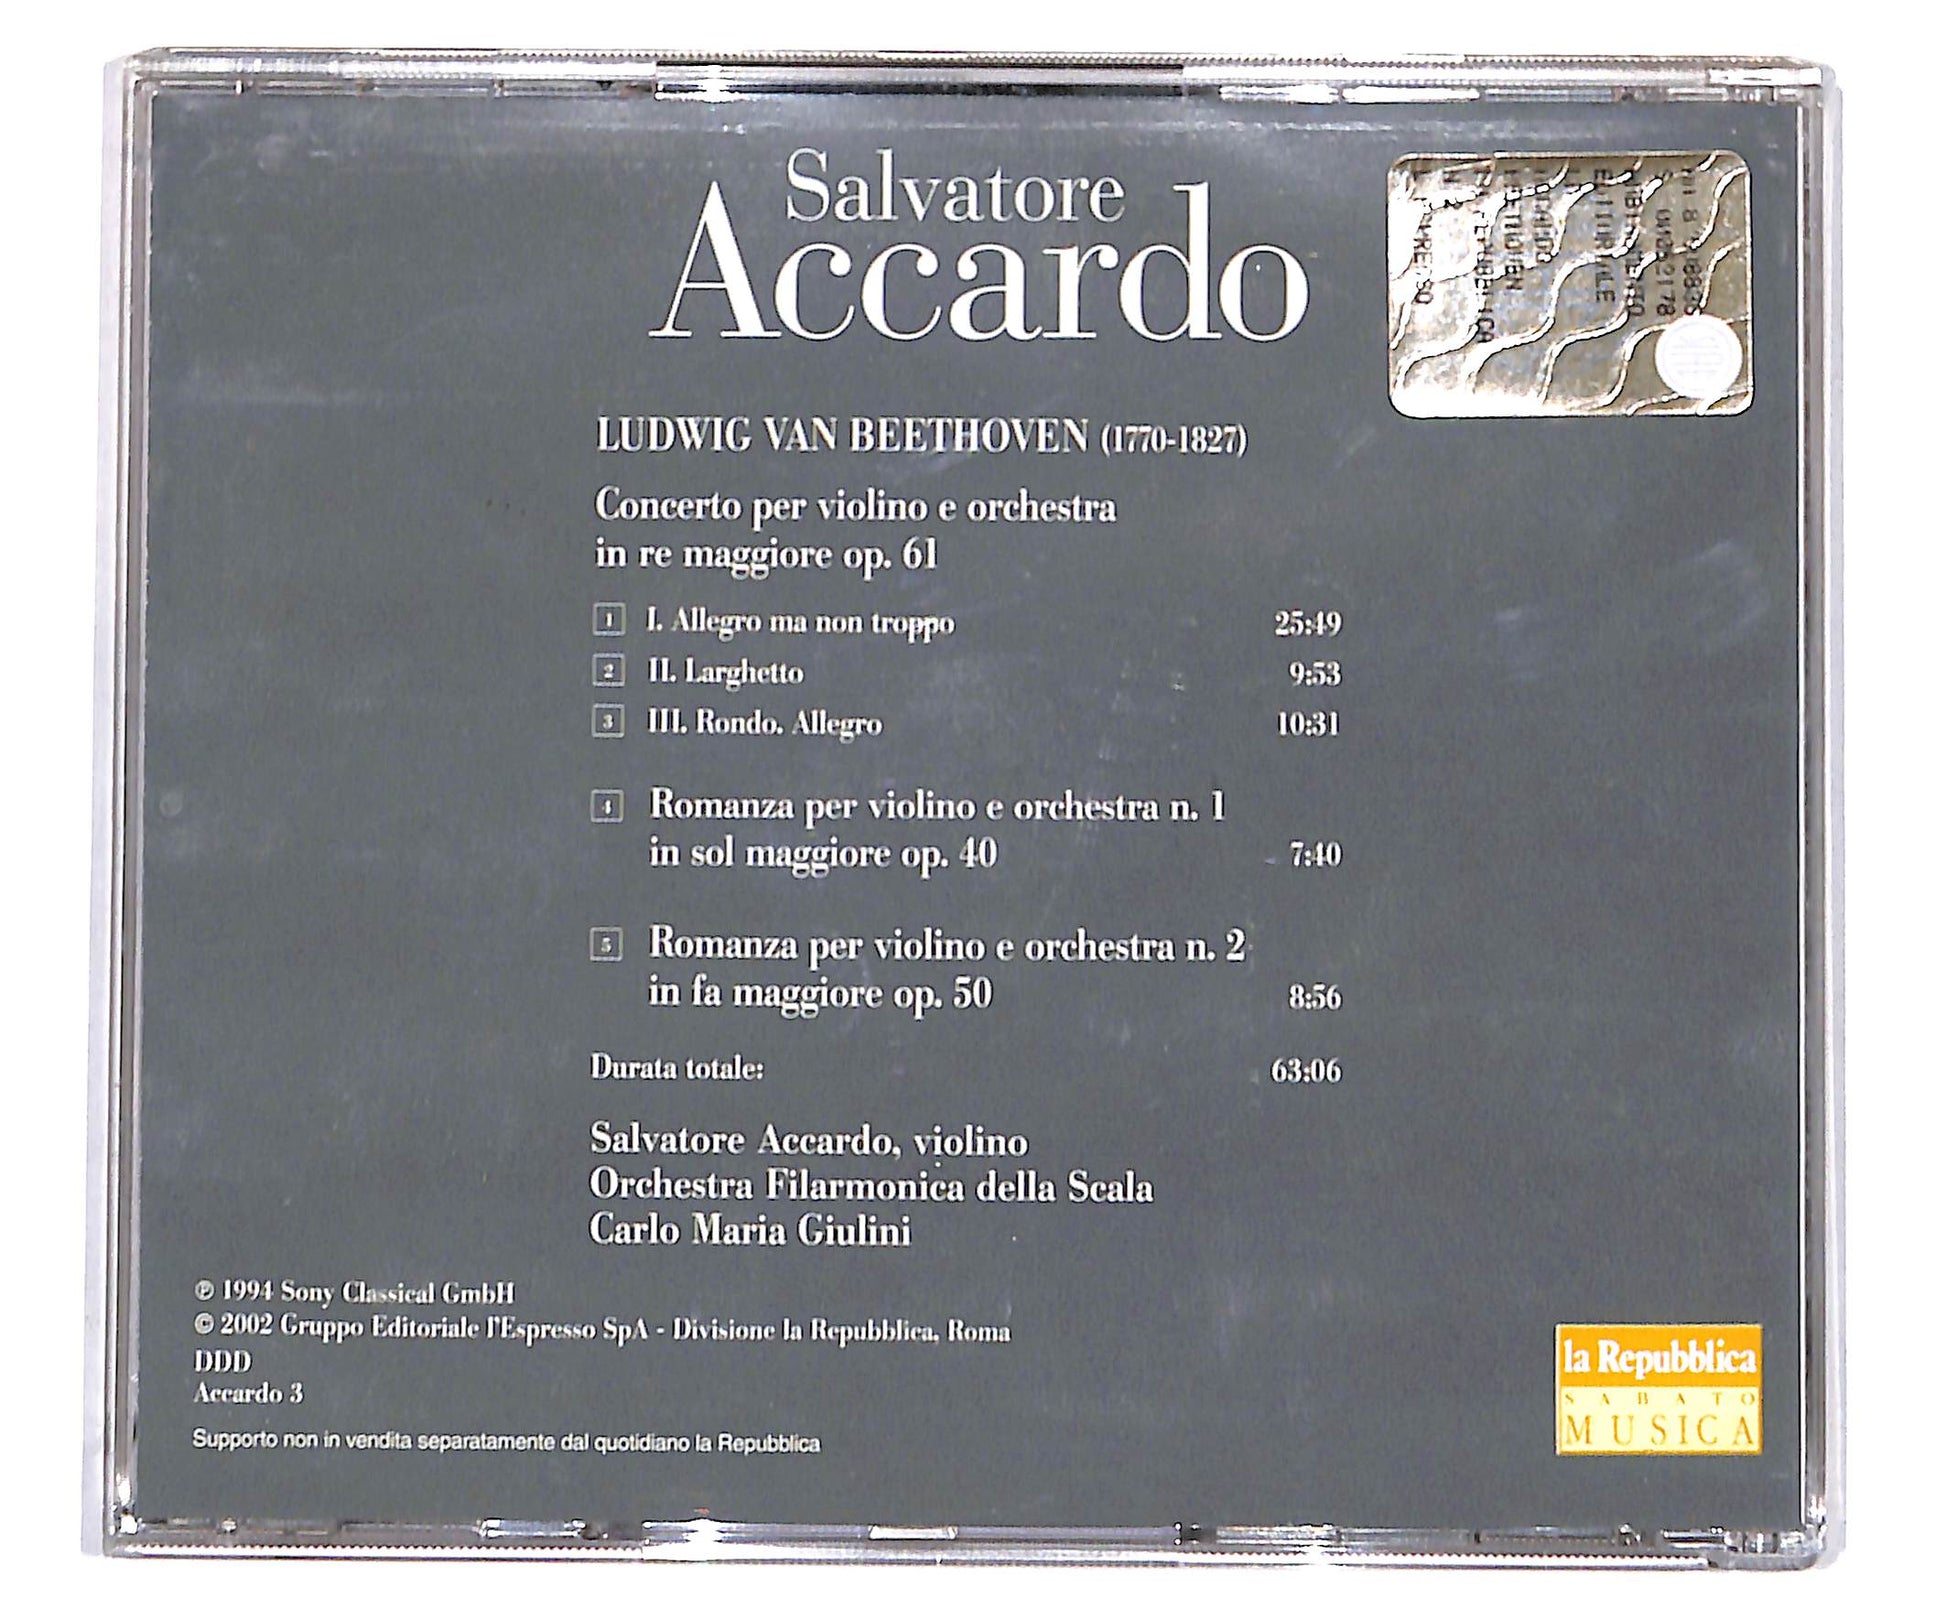 Salvatore
Accardo
LUDWIG VAN BEETHOVEN (1770-1827)
Concerto per violino e orchestra
in re maggiore op. 61
1 I. Allegro ma non troppo 25:49
2 II. Larghetto 9:53
3 III. Rondo. Allegro 10:31
4 Romanza per violino e orchestra n. 1
in sol maggiore op. 40 7:40
5 Romanza per violino e orchestra n. 2
in fa maggiore op. 50 8:56
Durata totale: 63:06
Salvatore Accardo, violino
Orchestra Filarmonica della Scala
Carlo Maria Giulini
℗ 1994 Sony Classical GmbH
© 2002 Gruppo Editoriale l'Espresso SpA - Divisione la Repubblica, Roma
DDD
Accardo 3
Supporto non in vendita separatamente dal quotidiano la Repubblica
la Repubblica
SABATO
MUSICA